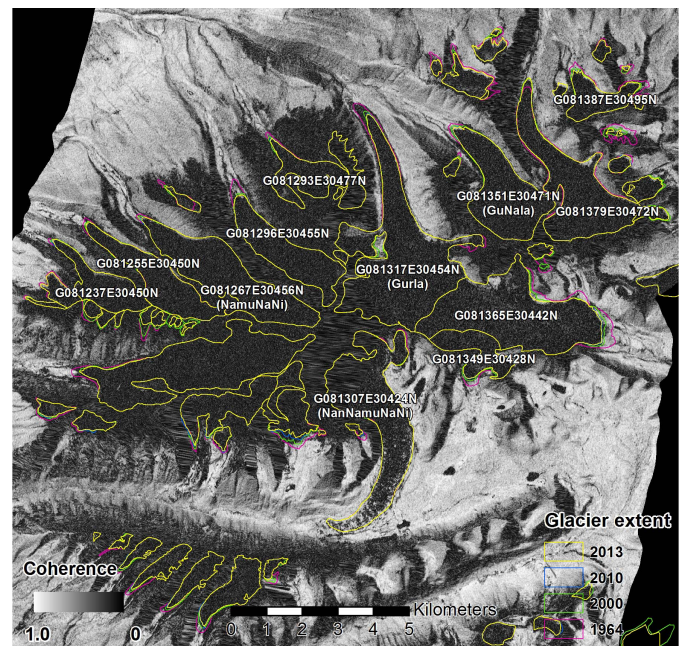 G081387E30495N
G081293E30477N
G081351E30471N
(GuNala)
G081379E30472N
G081296E30455N
G081255E30450N
G081317E30454N
(Gurla)
G081237E30450N
G081267E30456N
(NamuNaNi)
G081365E30442N
G081349E30428N
G081307E30424N
(NanNamuNaNi)
Glacier extent
2013
2010
2000
1964
Coherence
1.0 0
Kilometers
0 1 2 3 4 5